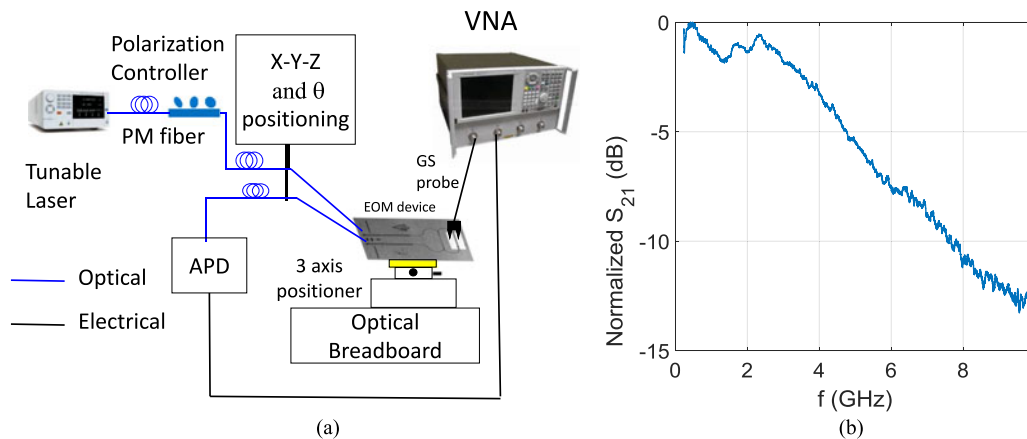 VNA
Polarization
Controller
X-Y-Z
and θ
positioning
PM fiber
Tunable
Laser
GS
probe
EOM device
APD
3 axis
positioner
Optical
Breadboard
Optical
Electrical
(a)
0
-5
-10
-15
Normalized S21 (dB)
0 2 4 6 8
f (GHz)
(b)